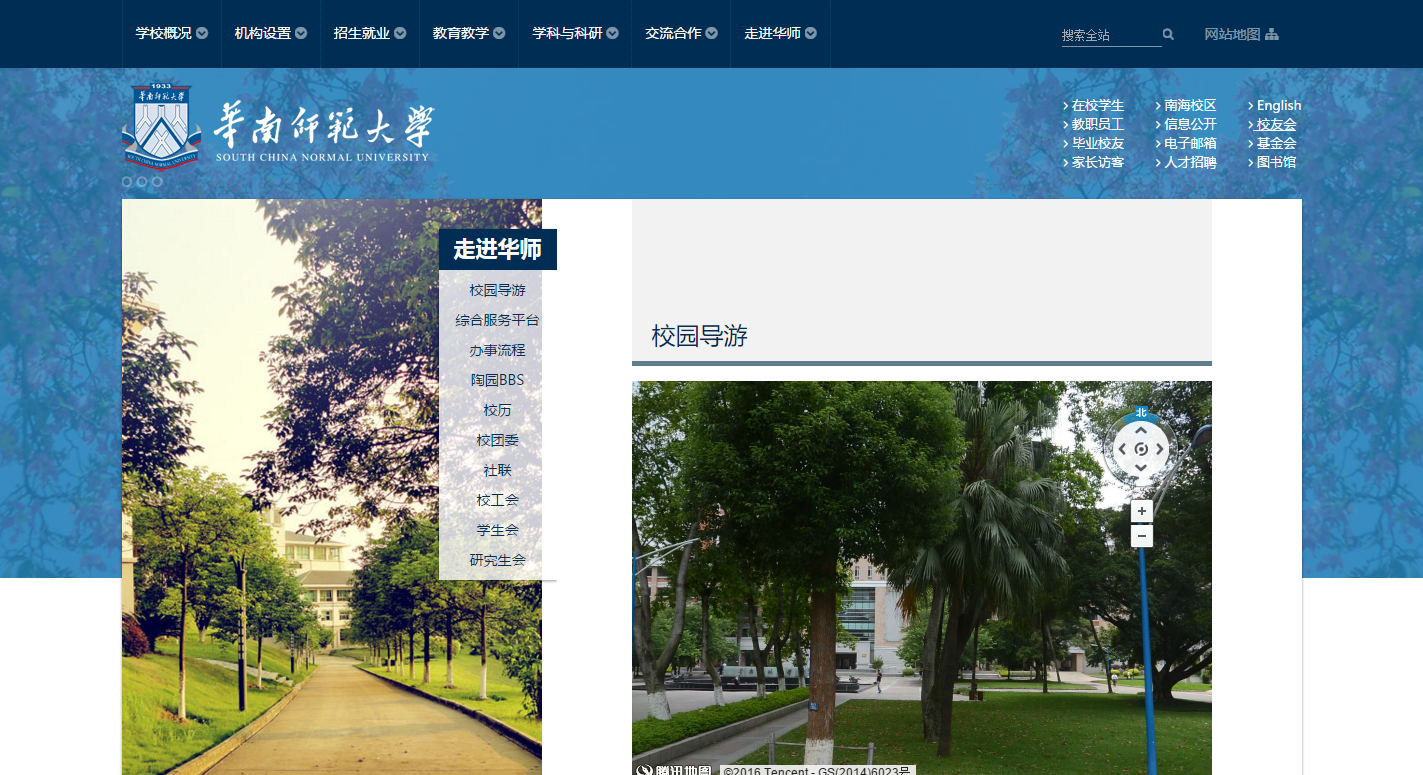 学校概况 机构设置 招生就业 教育教学 学科与科研 交流合作 走进华师 搜索全站 网站地图
1933
華南師範大學
華南師範大學
SOUTH CHINA NORMAL UNIVERSITY
在校学生 南海校区 English
教职员工 信息公开 校友会
毕业校友 电子邮箱 基金会
家长访客 人才招聘 图书馆
走进华师
校园导游
综合服务平台
办事流程
陶园BBS
校历
校团委
社联
校工会
学生会
研究生会
校园导游
北
+
−
腾讯地图 ©2016 Tencent - GS(2014)6023号